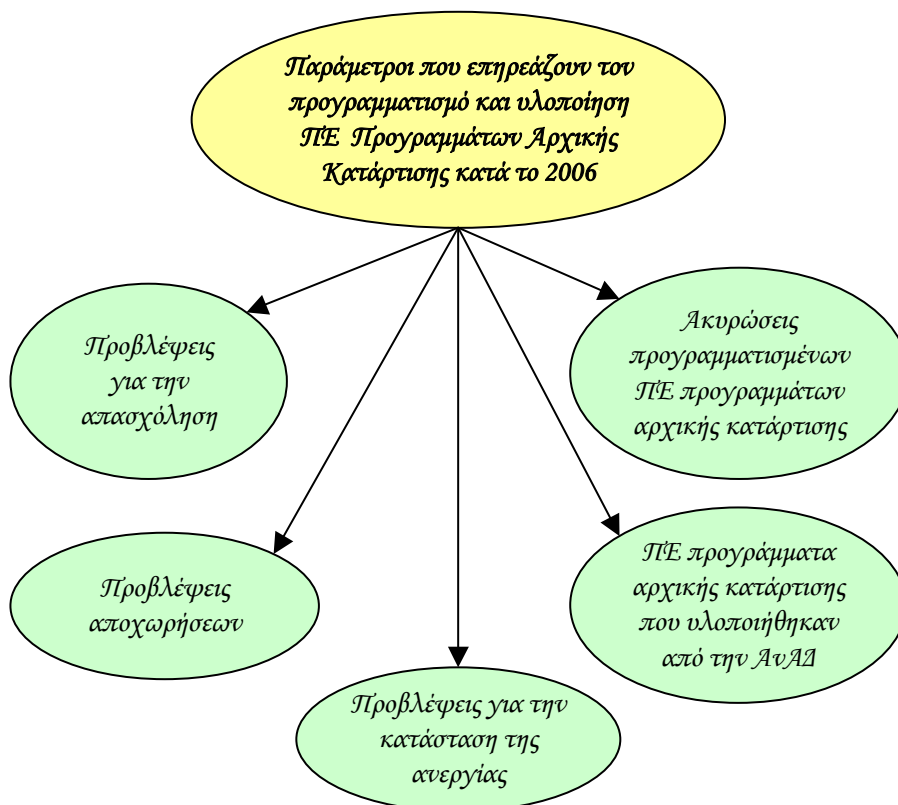 Παράμετροι που επηρεάζουν τον
προγραμματισμό και υλοποίηση
ΠΕ Προγραμμάτων Αρχικής
Κατάρτισης κατά το 2006
Προβλέψεις
για την
απασχόληση
Ακυρώσεις
προγραμματισμένων
ΠΕ προγραμμάτων
αρχικής κατάρτισης
Προβλέψεις
αποχωρήσεων
ΠΕ προγράμματα
αρχικής κατάρτισης
που υλοποιήθηκαν
από την ΑνΑΔ
Προβλέψεις για την
κατάσταση της
ανεργίας